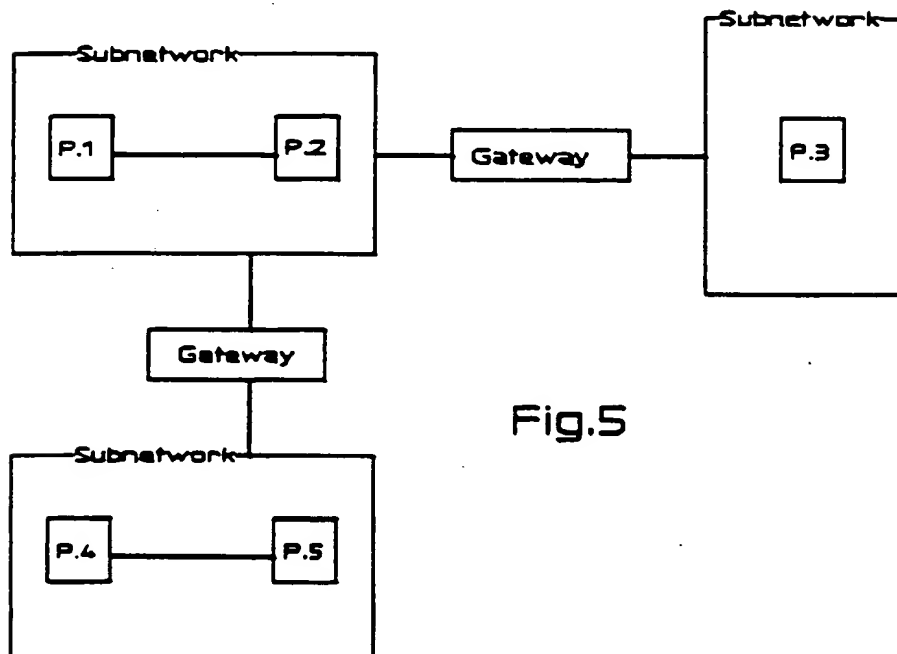 Subnetwork
Subnetwork
P.1
P.2
Gateway
P.3
Gateway
Fig.5
Subnetwork
P.4
P.5